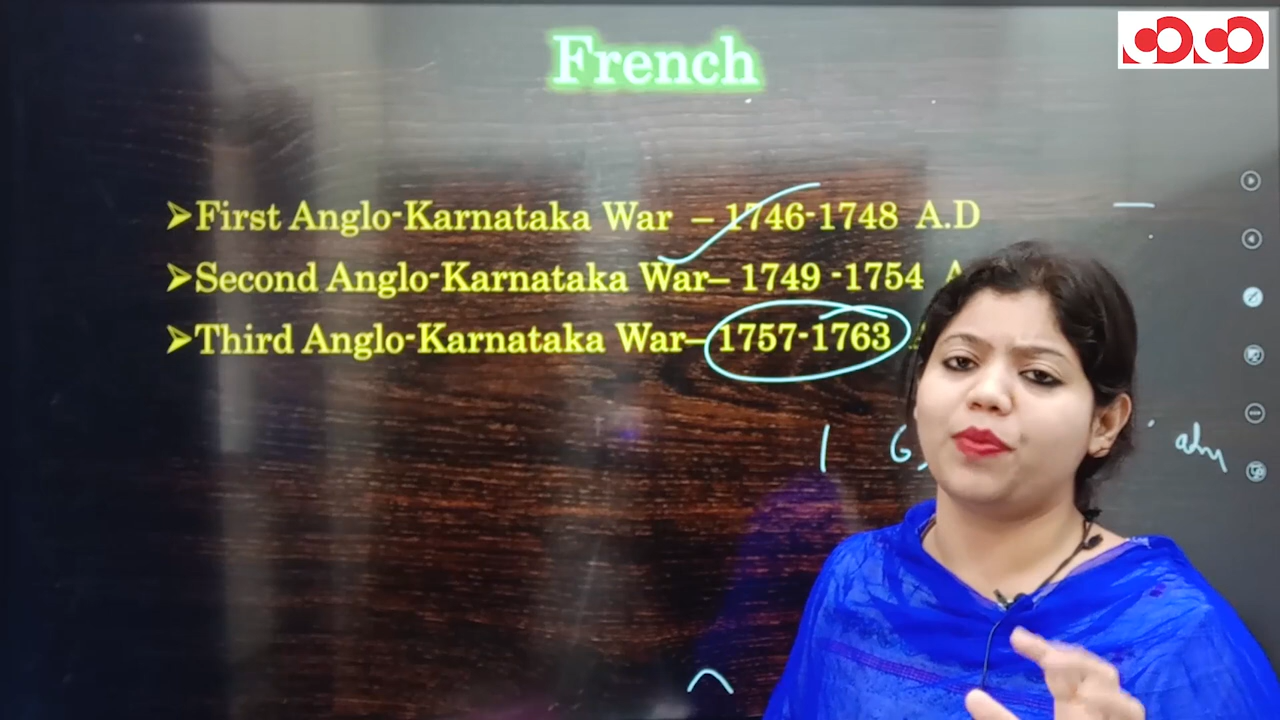 French
➢First Anglo-Karnataka War – 1746-1748 A.D
➢Second Anglo-Karnataka War– 1749 -1754 A
➢Third Anglo-Karnataka War– 1757-1763